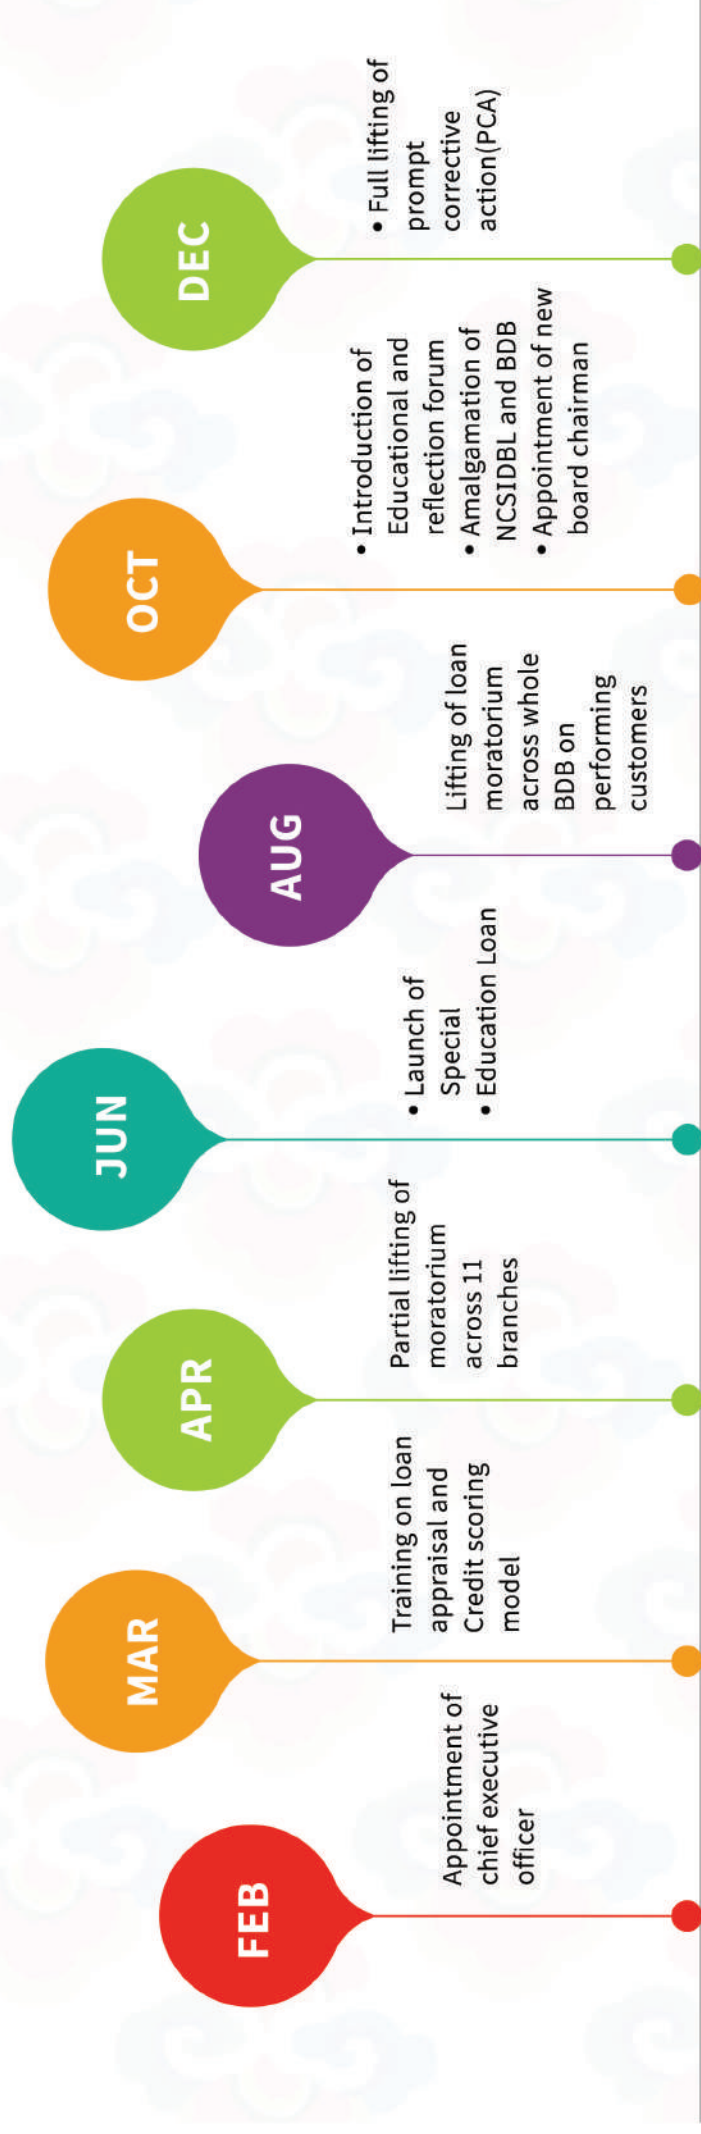 FEB
Appointment of
chief executive
officer
MAR
Training on loan
appraisal and
Credit scoring
model
APR
Partial lifting of
moratorium
across 11
branches
JUN
• Launch of
Special
• Education Loan
AUG
Lifting of loan
moratorium
across whole
BDB on
performing
customers
OCT
• Introduction of
Educational and
reflection forum
• Amalgamation of
NCSIDBL and BDB
• Appointment of new
board chairman
DEC
• Full lifting of
prompt
corrective
action(PCA)